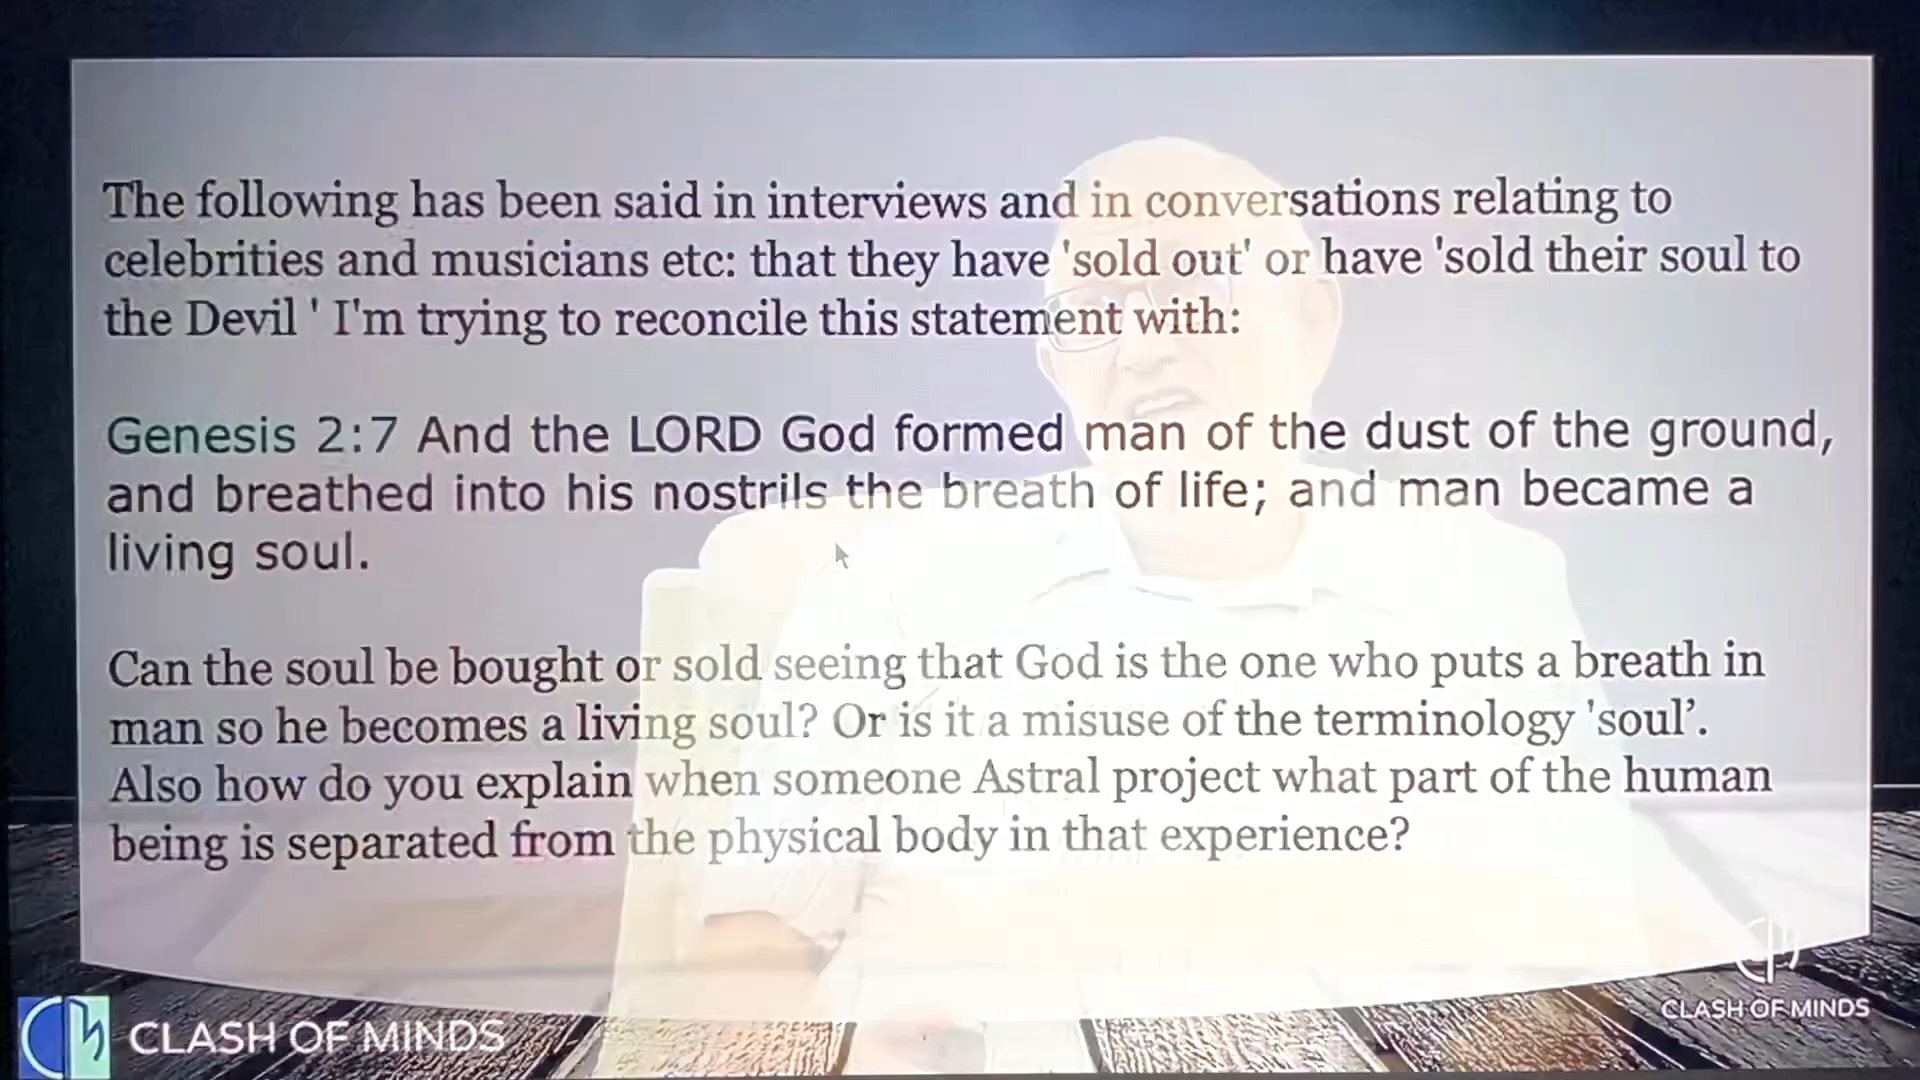 The following has been said in interviews and in conversations relating to
celebrities and musicians etc: that they have 'sold out' or have 'sold their soul to
the Devil ' I'm trying to reconcile this statement with:
Genesis 2:7 And the LORD God formed man of the dust of the ground,
and breathed into his nostrils the breath of life; and man became a
living soul.
Can the soul be bought or sold seeing that God is the one who puts a breath in
man so he becomes a living soul? Or is it a misuse of the terminology 'soul’.
Also how do you explain when someone Astral project what part of the human
being is separated from the physical body in that experience?
CLASH OF MINDS
CLASH OF MINDS